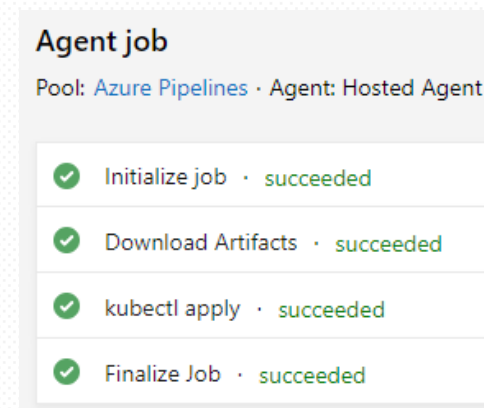 Agent job
Pool: Azure Pipelines · Agent: Hosted Agent
Initialize job · succeeded
Download Artifacts · succeeded
kubectl apply · succeeded
Finalize Job · succeeded